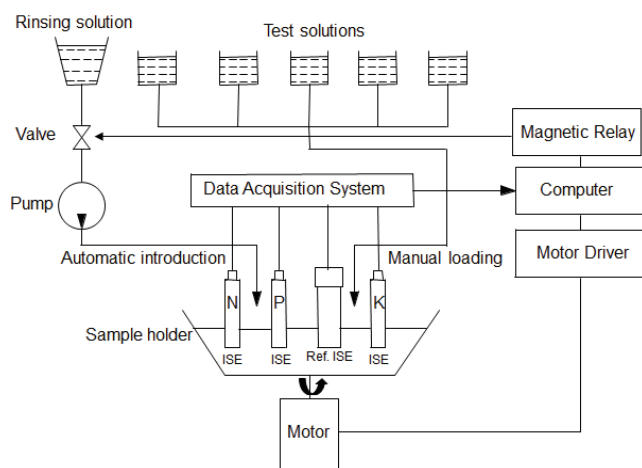 Rinsing solution
Test solutions
Valve
Magnetic Relay
Data Acquisition System
Computer
Pump
Automatic introduction
Manual loading
Motor Driver
N
P
K
Sample holder
ISE
ISE
Ref. ISE
ISE
Motor